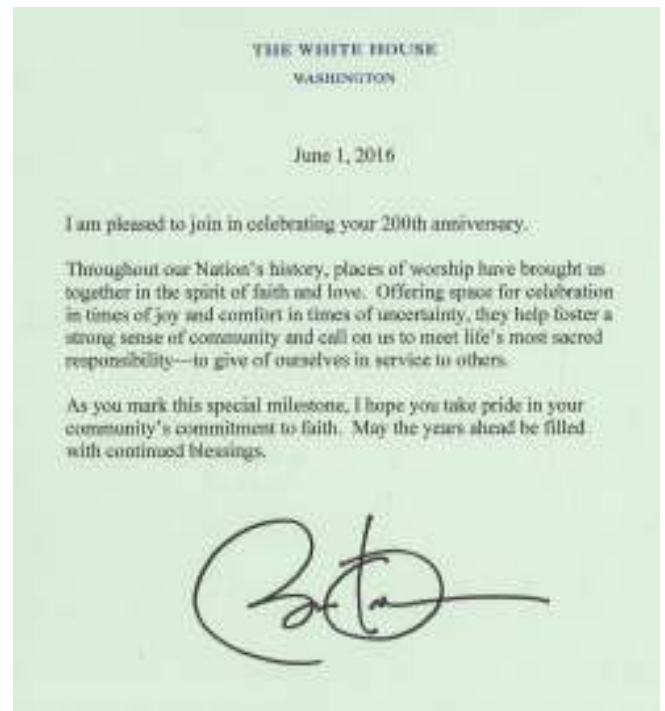 THE WHITE HOUSE
WASHINGTON
June 1, 2016
I am pleased to join in celebrating your 200th anniversary.
Throughout our Nation's history, places of worship have brought us
together in the spirit of faith and love. Offering space for celebration
in times of joy and comfort in times of uncertainty, they help foster a
strong sense of community and call on us to meet life's most sacred
responsibility—to give of ourselves in service to others.
As you mark this special milestone, I hope you take pride in your
community's commitment to faith. May the years ahead be filled
with continued blessings.